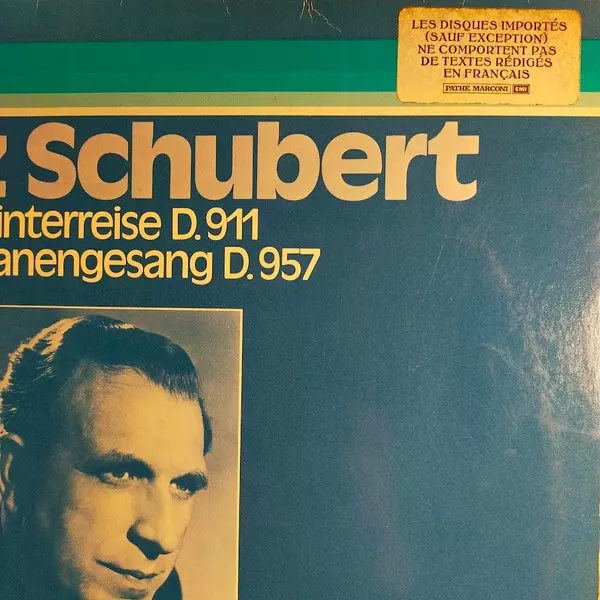 LES DISQUES IMPORTÉS
(SAUF EXCEPTION)
NE COMPORTENT PAS
DE TEXTES RÉDIGÉS
EN FRANÇAIS
PATHE MARCONI EMI
z Schubert
interreise D.911
anengesang D.957